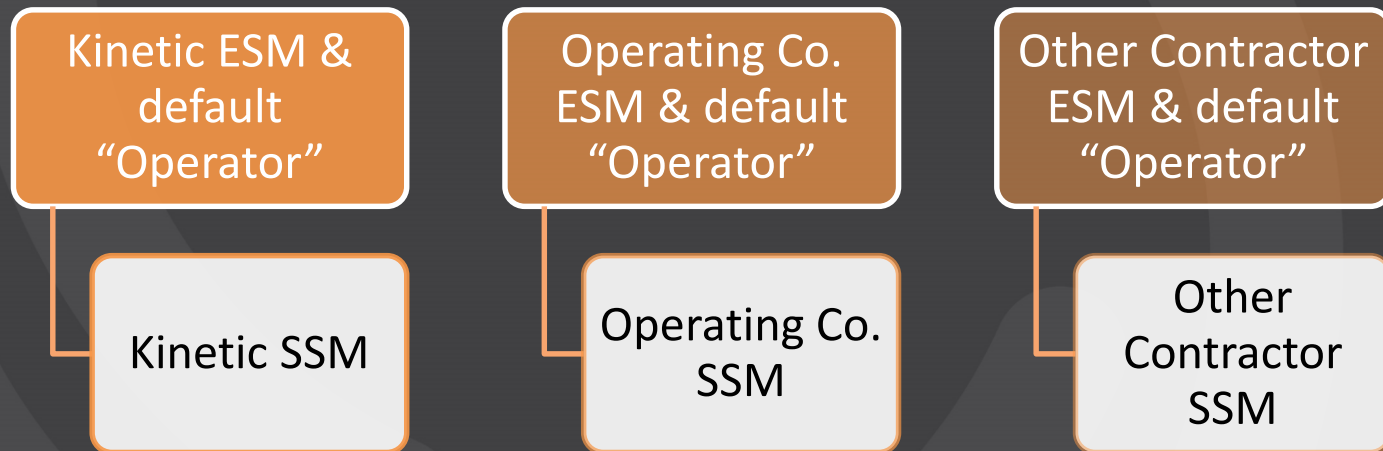 Kinetic ESM &
default
“Operator”
Kinetic SSM
Operating Co.
ESM & default
“Operator”
Operating Co.
SSM
Other Contractor
ESM & default
“Operator”
Other
Contractor
SSM